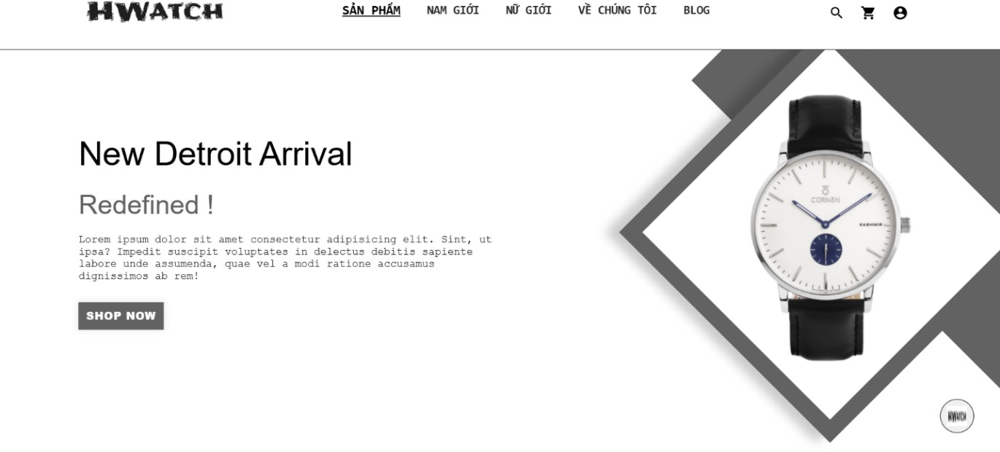 HWATCH
SẢN PHẨM NAM GIỚI NỮ GIỚI VỀ CHÚNG TÔI BLOG
New Detroit Arrival
Redefined !
Lorem ipsum dolor sit amet consectetur adipisicing elit. Sint, ut
ipsa? Impedit suscipit voluptates in delectus debitis sapiente
labore unde assumenda, quae vel a modi ratione accusamus
dignissimos ab rem!
SHOP NOW
CORNÓN
KASHMIR
HWATCH